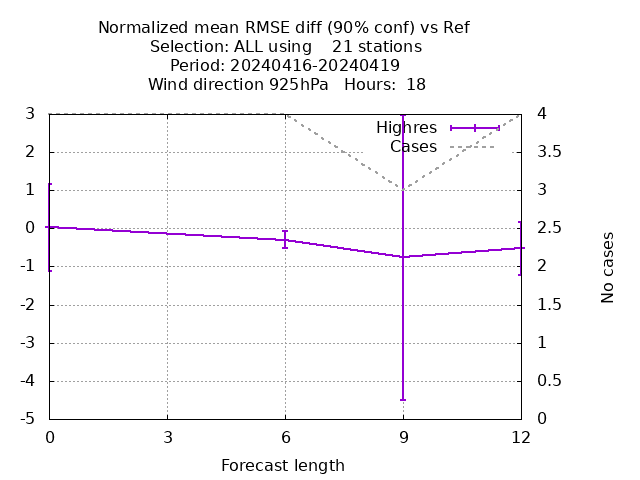 Normalized mean RMSE diff (90% conf) vs Ref
Selection: ALL using    21 stations
Period: 20240416-20240419
Wind direction 925hPa   Hours:  18
Highres
Cases
3
2
1
0
-1
-2
-3
-4
-5
4
3.5
3
2.5
2
1.5
1
0.5
0
No cases
0 3 6 9 12
Forecast length